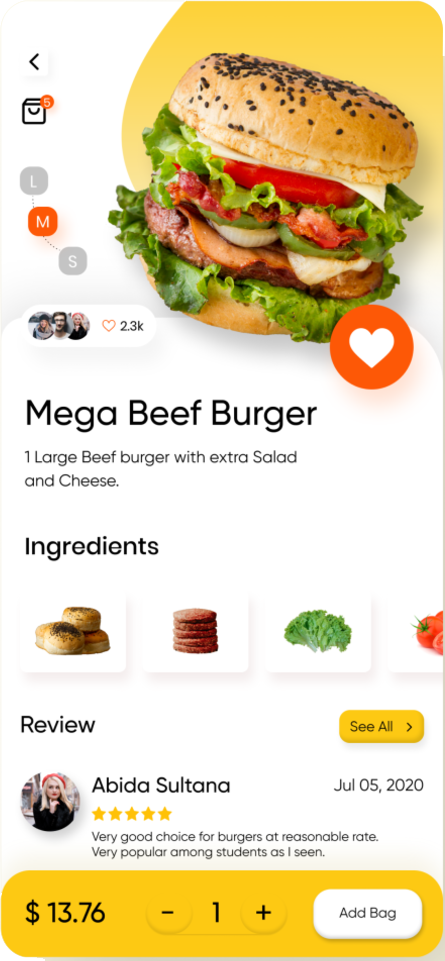 5
L
M
S
2.3k
Mega Beef Burger
1 Large Beef burger with extra Salad
and Cheese.
Ingredients
Review
See All
Abida Sultana
Jul 05, 2020
Very good choice for burgers at reasonable rate.
Very popular among students as I seen.
$ 13.76
- 1 +
Add Bag